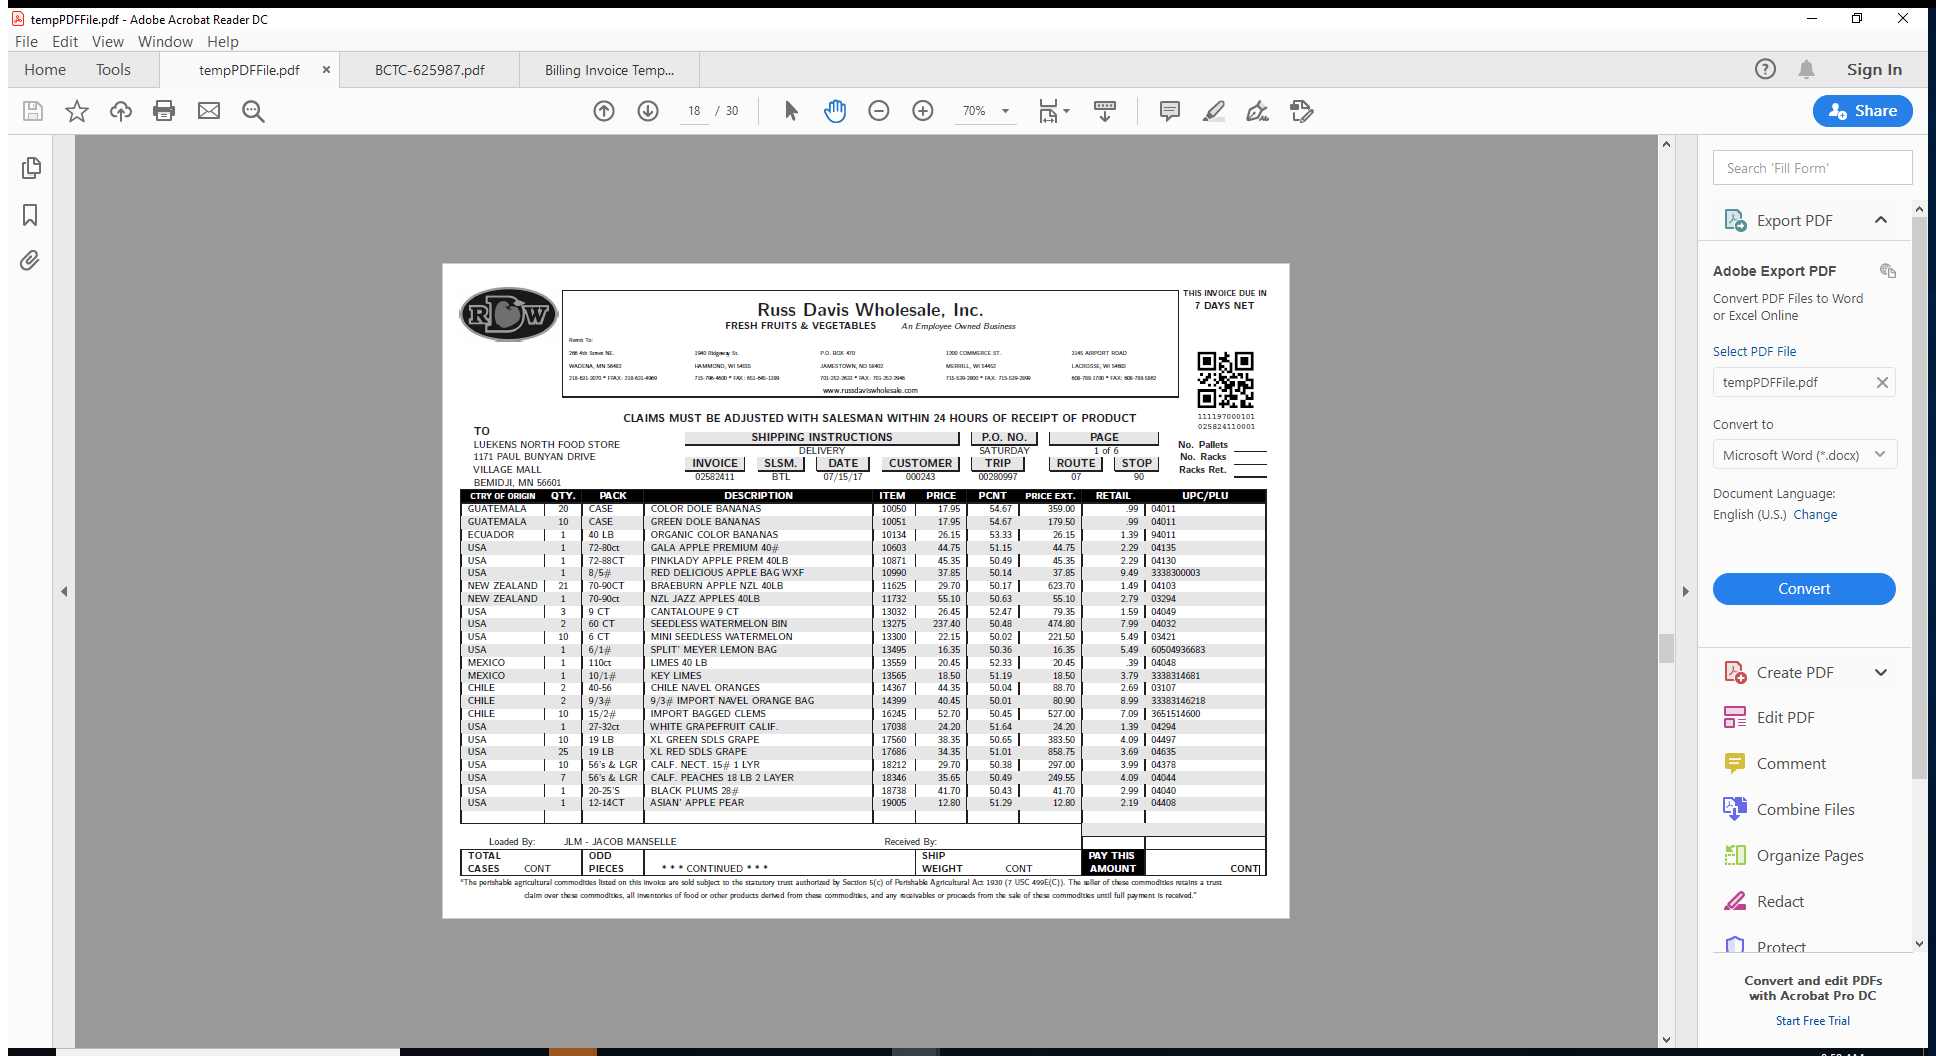 tempPDFFile.pdf - Adobe Acrobat Reader DC
File Edit View Window Help
Home Tools tempPDFFile.pdf × BCTC-625987.pdf Billing Invoice Temp... Sign In
18 / 30 70% Share
Search 'Fill Form'
Export PDF
Adobe Export PDF
Convert PDF Files to Word
or Excel Online
Select PDF File
tempPDFFile.pdf
Convert to
Microsoft Word (*.docx)
Document Language:
English (U.S.) Change
Convert
Create PDF
Edit PDF
Comment
Combine Files
Organize Pages
Redact
Protect
Convert and edit PDFs
with Acrobat Pro DC
Start Free Trial
RDW
Russ Davis Wholesale, Inc.
FRESH FRUITS & VEGETABLES An Employee Owned Business
THIS INVOICE DUE IN
7 DAYS NET
Remit To:
266 4th Street NE. 1940 Ridgeway St. P.O. BOX 470 1200 COMMERCE ST. 3145 AIRPORT ROAD
WADENA, MN 56482 HAMMOND, WI 54015 JAMESTOWN, ND 58402 MERRILL, WI 54452 LACROSSE, WI 54603
www.russdaviswholesale.com
111197000101
025824110001
CLAIMS MUST BE ADJUSTED WITH SALESMAN WITHIN 24 HOURS OF RECEIPT OF PRODUCT
TO
LUEKENS NORTH FOOD STORE
1171 PAUL BUNYAN DRIVE
VILLAGE MALL
BEMIDJI, MN 56601
SHIPPING INSTRUCTIONS P.O. NO. PAGE
DELIVERY SATURDAY 1 of 6
INVOICE SLSM. DATE CUSTOMER TRIP ROUTE STOP
02582411 BTL 07/15/17 000243 00280997 07 90
No. Pallets
No. Racks
Racks Ret.
CTRY OF ORIGIN QTY. PACK DESCRIPTION ITEM PRICE PCNT PRICE EXT. RETAIL UPC/PLU
GUATEMALA 20 CASE COLOR DOLE BANANAS 10050 17.95 54.67 359.00 .99 04011
GUATEMALA 10 CASE GREEN DOLE BANANAS 10051 17.95 54.67 179.50 .99 04011
ECUADOR 1 40 LB ORGANIC COLOR BANANAS 10134 26.15 53.33 26.15 1.39 94011
USA 1 72-80ct GALA APPLE PREMIUM 40# 10603 44.75 51.15 44.75 2.29 04135
USA 1 72-88CT PINKLADY APPLE PREM 40LB 10871 45.35 50.49 45.35 2.29 04130
USA 1 8/5# RED DELICIOUS APPLE BAG WXF 10990 37.85 50.14 37.85 9.49 3338300003
NEW ZEALAND 21 70-90CT BRAEBURN APPLE NZL 40LB 11625 29.70 50.17 623.70 1.49 04103
NEW ZEALAND 1 70-90ct NZL JAZZ APPLES 40LB 11732 55.10 50.63 55.10 2.79 03294
USA 3 9 CT CANTALOUPE 9 CT 13032 26.45 52.47 79.35 1.59 04049
USA 2 60 CT SEEDLESS WATERMELON BIN 13275 237.40 50.48 474.80 7.99 04032
USA 10 6 CT MINI SEEDLESS WATERMELON 13300 22.15 50.02 221.50 5.49 03421
USA 1 6/1# SPLIT' MEYER LEMON BAG 13495 16.35 50.36 16.35 5.49 60504936683
MEXICO 1 110ct LIMES 40 LB 13559 20.45 52.33 20.45 .39 04048
MEXICO 1 10/1# KEY LIMES 13565 18.50 51.19 18.50 3.79 3338314681
CHILE 2 40-56 CHILE NAVEL ORANGES 14367 44.35 50.04 88.70 2.69 03107
CHILE 2 9/3# 9/3# IMPORT NAVEL ORANGE BAG 14399 40.45 50.01 80.90 8.99 33383146218
CHILE 10 15/2# IMPORT BAGGED CLEMS 16245 52.70 50.45 527.00 7.09 3651514600
USA 1 27-32ct WHITE GRAPEFRUIT CALIF. 17038 24.20 51.64 24.20 1.39 04294
USA 10 19 LB XL GREEN SDLS GRAPE 17560 38.35 50.65 383.50 4.09 04497
USA 25 19 LB XL RED SDLS GRAPE 17686 34.35 51.01 858.75 3.69 04635
USA 10 56's & LGR CALF. NECT. 15# 1 LYR 18212 29.70 50.38 297.00 3.99 04378
USA 7 56's & LGR CALF. PEACHES 18 LB 2 LAYER 18346 35.65 50.49 249.55 4.09 04044
USA 1 20-25'S BLACK PLUMS 28# 18738 41.70 50.43 41.70 2.99 04040
USA 1 12-14CT ASIAN' APPLE PEAR 19005 12.80 51.29 12.80 2.19 04408
Loaded By: JLM - JACOB MANSELLE Received By:
TOTAL ODD SHIP PAY THIS
CASES CONT PIECES * * * CONTINUED * * * WEIGHT CONT AMOUNT CONT
"The perishable agricultural commodities listed on this invoice are sold subject to the statutory trust authorized by Section 5(c) of Perishable Agricultural Act 1930 (7 USC 499E(C)). The seller of these commodities retains a trust
claim over these commodities, all inventories of food or other products derived from these commodities, and any receivables or proceeds from the sale of these commodities until full payment is received."